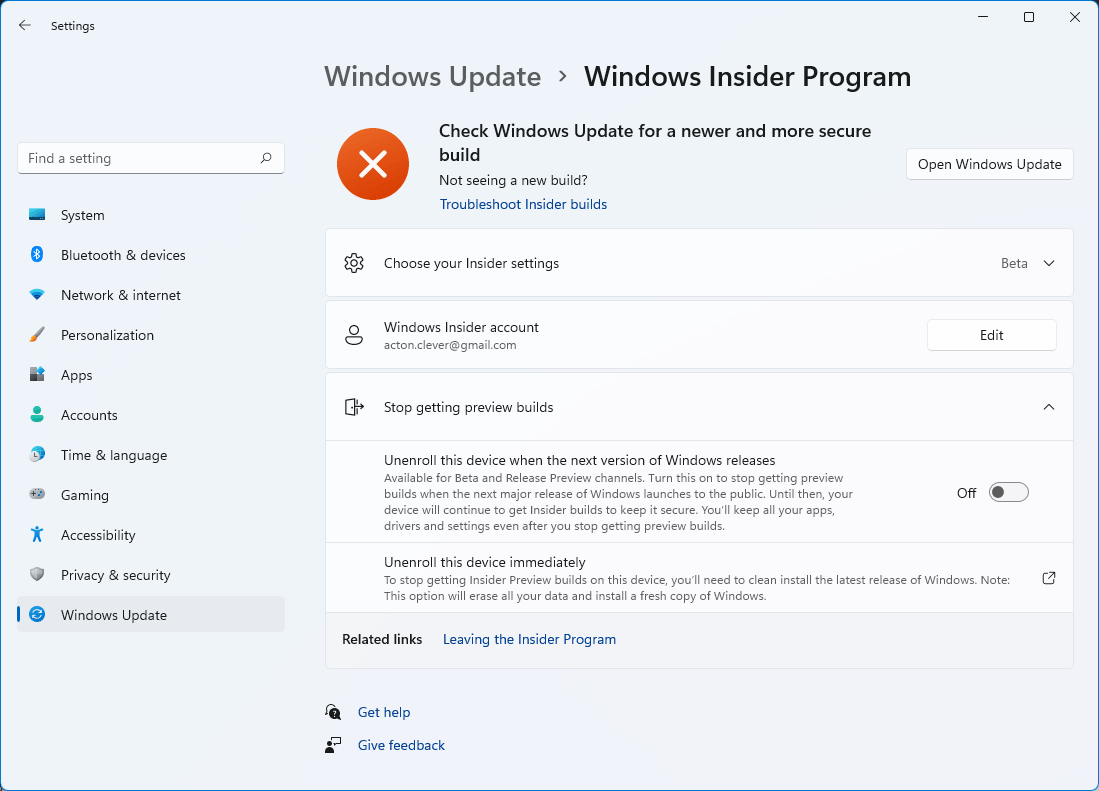 Settings
Windows Update > Windows Insider Program
Find a setting
System
Bluetooth & devices
Network & internet
Personalization
Apps
Accounts
Time & language
Gaming
Accessibility
Privacy & security
Windows Update
Check Windows Update for a newer and more secure
build
Not seeing a new build?
Troubleshoot Insider builds
Open Windows Update
Choose your Insider settings
Beta
Windows Insider account
acton.clever@gmail.com
Edit
Stop getting preview builds
Unenroll this device when the next version of Windows releases
Available for Beta and Release Preview channels. Turn this on to stop getting preview
builds when the next major release of Windows launches to the public. Until then, your
device will continue to get Insider builds to keep it secure. You'll keep all your apps,
drivers and settings even after you stop getting preview builds.
Off
Unenroll this device immediately
To stop getting Insider Preview builds on this device, you'll need to clean install the latest release of Windows. Note:
This option will erase all your data and install a fresh copy of Windows.
Related links
Leaving the Insider Program
Get help
Give feedback